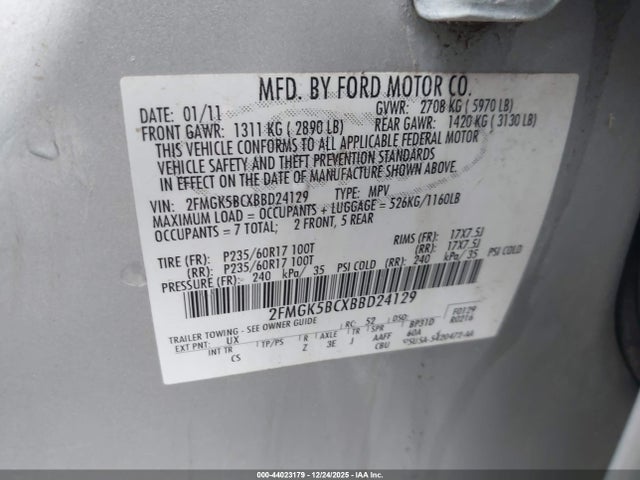 MFD. BY FORD MOTOR CO.
DATE: 01/11 GVWR: 2708 KG ( 5970 LB)
FRONT GAWR: 1311 KG ( 2890 LB) REAR GAWR: 1420 KG ( 3130 LB)
THIS VEHICLE CONFORMS TO ALL APPLICABLE FEDERAL MOTOR
VEHICLE SAFETY AND THEFT PREVENTION STANDARDS
IN EFFECT ON THE DATE OF MANUFACTURE SHOWN ABOVE.
VIN: 2FMGK5BCXBBD24129 TYPE: MPV
MAXIMUM LOAD = OCCUPANTS + LUGGAGE = 526KG/1160LB
OCCUPANTS = 7 TOTAL; 2 FRONT, 5 REAR
TIRE (FR): P235/60R17 100T RIMS (FR): 17X7.5J
(RR): P235/60R17 100T (RR): 17X7.5J
PRESSURE (FR): 240 kPa/ 35 PSI COLD (RR): 240 kPa/ 35 PSI COLD
2FMGK5BCXBBD24129
TRAILER TOWING - SEE OWNER GUIDE
F0129
R0216
EXT PNT: UX RC: 52 DSO:
INT TR TP/PS R AXLE TR SPR BP310
CS Z 3E J AAFF 60A
CBU
000-44023179 - 12/24/2025 - IAA Inc.